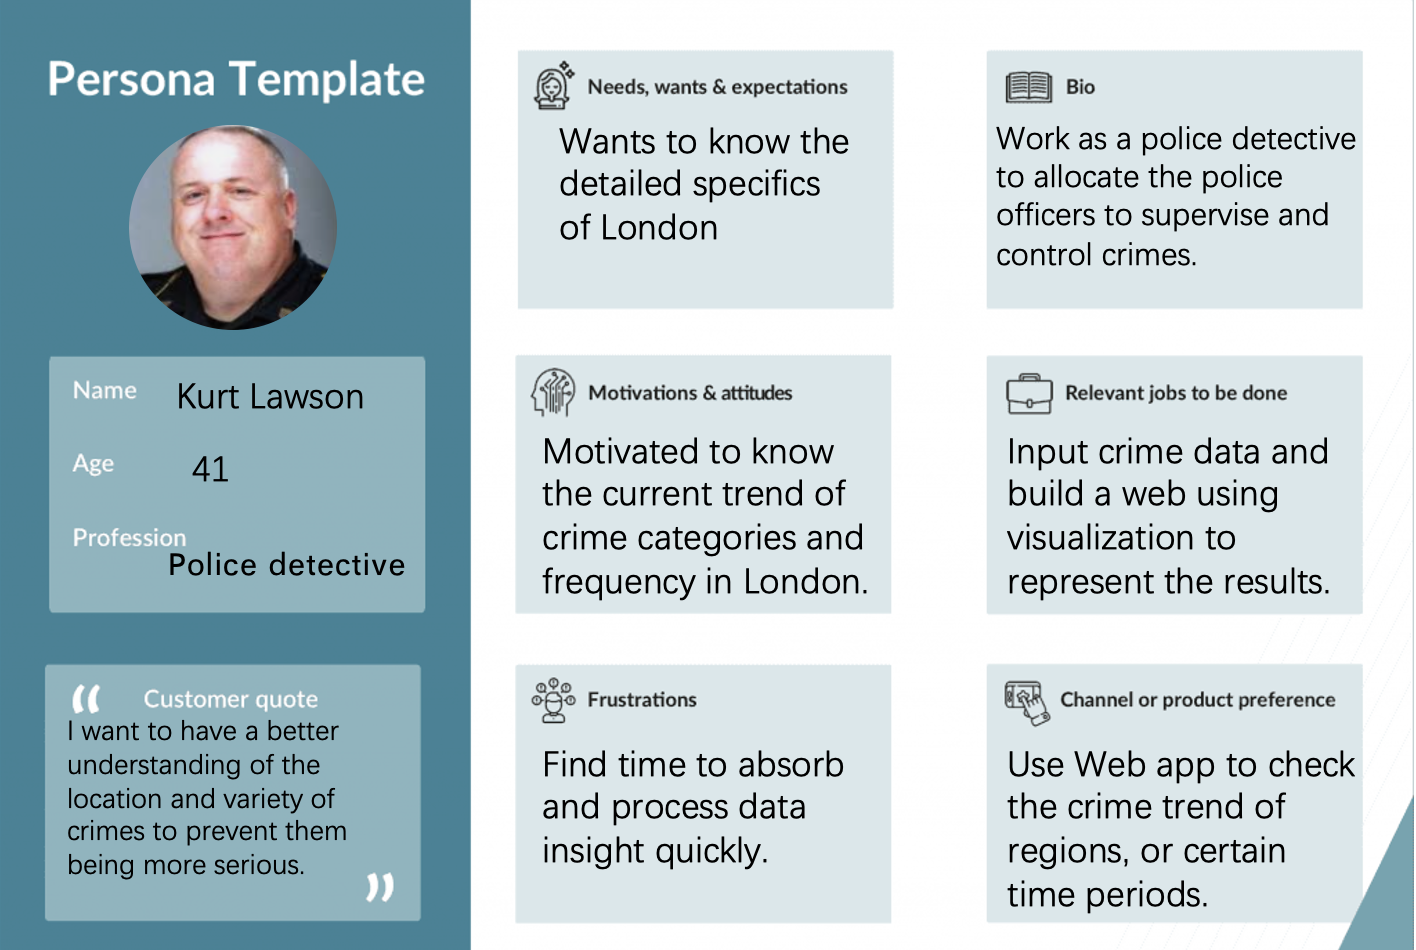 Persona Template
Name Kurt Lawson
Age 41
Profession
Police detective
Customer quote
I want to have a better
understanding of the
location and variety of
crimes to prevent them
being more serious.
Needs, wants & expectations
Wants to know the
detailed specifics
of London
Bio
Work as a police detective
to allocate the police
officers to supervise and
control crimes.
Motivations & attitudes
Motivated to know
the current trend of
crime categories and
frequency in London.
Relevant jobs to be done
Input crime data and
build a web using
visualization to
represent the results.
Frustrations
Find time to absorb
and process data
insight quickly.
Channel or product preference
Use Web app to check
the crime trend of
regions, or certain
time periods.